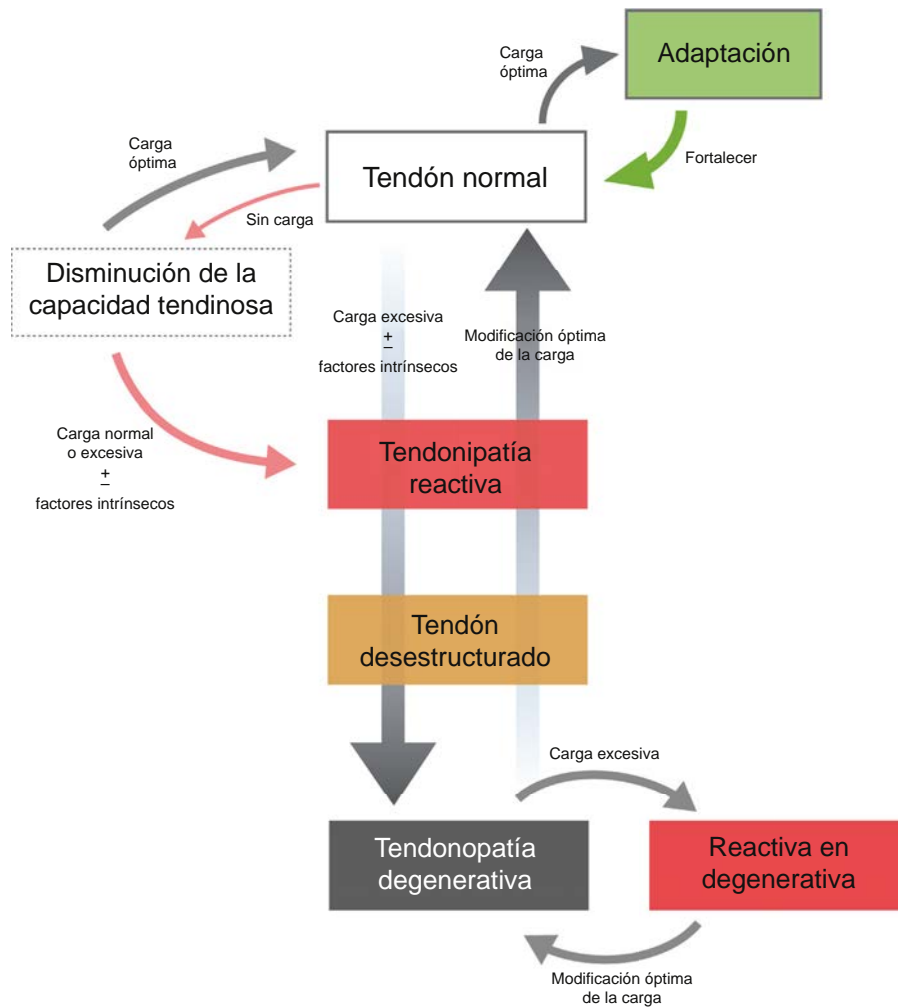 Carga
óptima
Adaptación
Fortalecer
Carga
óptima
Tendón normal
Sin carga
Disminución de la
capacidad tendinosa
Carga excesiva
+
−
factores intrínsecos
Modificación óptima
de la carga
Carga normal
o excesiva
+
−
factores intrínsecos
Tendonipatía
reactiva
Tendón
desestructurado
Carga excesiva
Tendonopatía
degenerativa
Reactiva en
degenerativa
Modificación óptima
de la carga